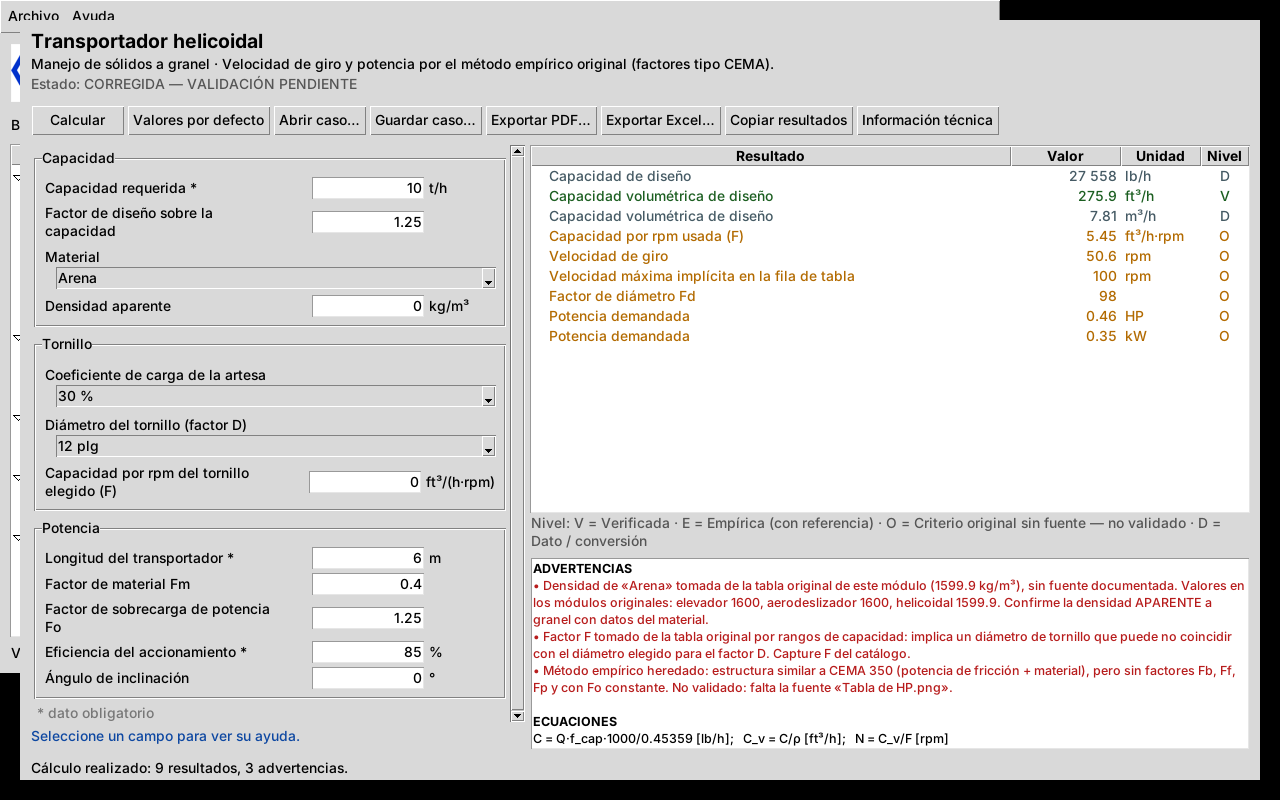 Archivo Ayuda
Transportador helicoidal
Manejo de sólidos a granel · Velocidad de giro y potencia por el método empírico original (factores tipo CEMA).
Estado: CORREGIDA — VALIDACIÓN PENDIENTE
Calcular Valores por defecto Abrir caso... Guardar caso... Exportar PDF... Exportar Excel... Copiar resultados Información técnica
B
V
Capacidad
Capacidad requerida * 10 t/h
Factor de diseño sobre la
capacidad 1.25
Material
Arena
Densidad aparente 0 kg/m³
Tornillo
Coeficiente de carga de la artesa
30 %
Diámetro del tornillo (factor D)
12 plg
Capacidad por rpm del tornillo
elegido (F) 0 ft³/(h·rpm)
Potencia
Longitud del transportador * 6 m
Factor de material Fm 0.4
Factor de sobrecarga de potencia
Fo 1.25
Eficiencia del accionamiento * 85 %
Ángulo de inclinación 0 °
* dato obligatorio
Seleccione un campo para ver su ayuda.
Cálculo realizado: 9 resultados, 3 advertencias.
Resultado Valor Unidad Nivel
Capacidad de diseño 27 558 lb/h D
Capacidad volumétrica de diseño 275.9 ft³/h V
Capacidad volumétrica de diseño 7.81 m³/h D
Capacidad por rpm usada (F) 5.45 ft³/h·rpm O
Velocidad de giro 50.6 rpm O
Velocidad máxima implícita en la fila de tabla 100 rpm O
Factor de diámetro Fd 98 O
Potencia demandada 0.46 HP O
Potencia demandada 0.35 kW O
Nivel: V = Verificada · E = Empírica (con referencia) · O = Criterio original sin fuente — no validado · D =
Dato / conversión
ADVERTENCIAS
• Densidad de «Arena» tomada de la tabla original de este módulo (1599.9 kg/m³), sin fuente documentada. Valores en
los módulos originales: elevador 1600, aerodeslizador 1600, helicoidal 1599.9. Confirme la densidad APARENTE a
granel con datos del material.
• Factor F tomado de la tabla original por rangos de capacidad: implica un diámetro de tornillo que puede no coincidir
con el diámetro elegido para el factor D. Capture F del catálogo.
• Método empírico heredado: estructura similar a CEMA 350 (potencia de fricción + material), pero sin factores Fb, Ff,
Fp y con Fo constante. No validado: falta la fuente «Tabla de HP.png».
ECUACIONES
C = Q·f_cap·1000/0.45359 [lb/h]; C_v = C/ρ [ft³/h]; N = C_v/F [rpm]